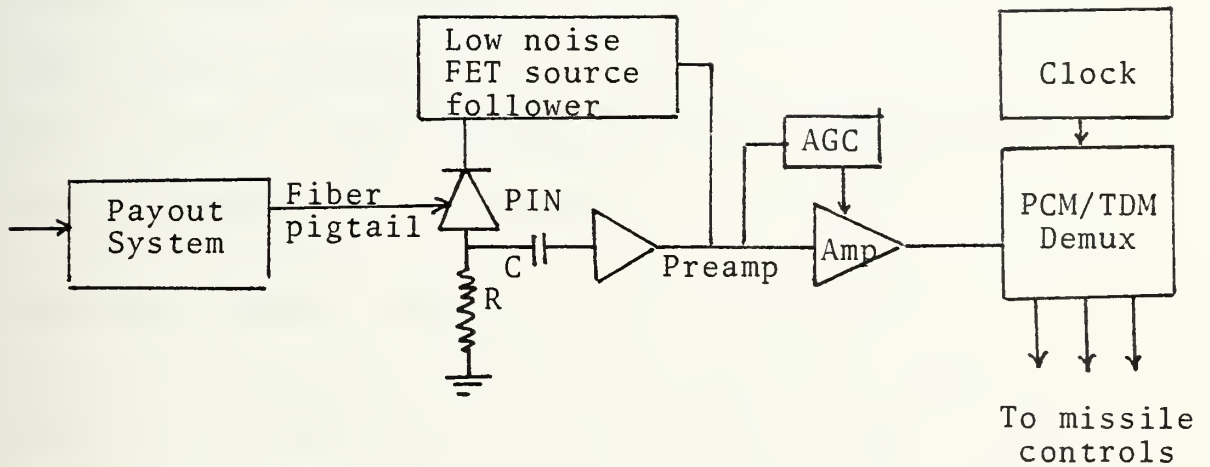 Low noise
FET source
follower
Clock
AGC
Payout
System
Fiber
pigtail
PIN
PCM/TDM
Demux
C
Preamp
Amp
R
To missile
controls